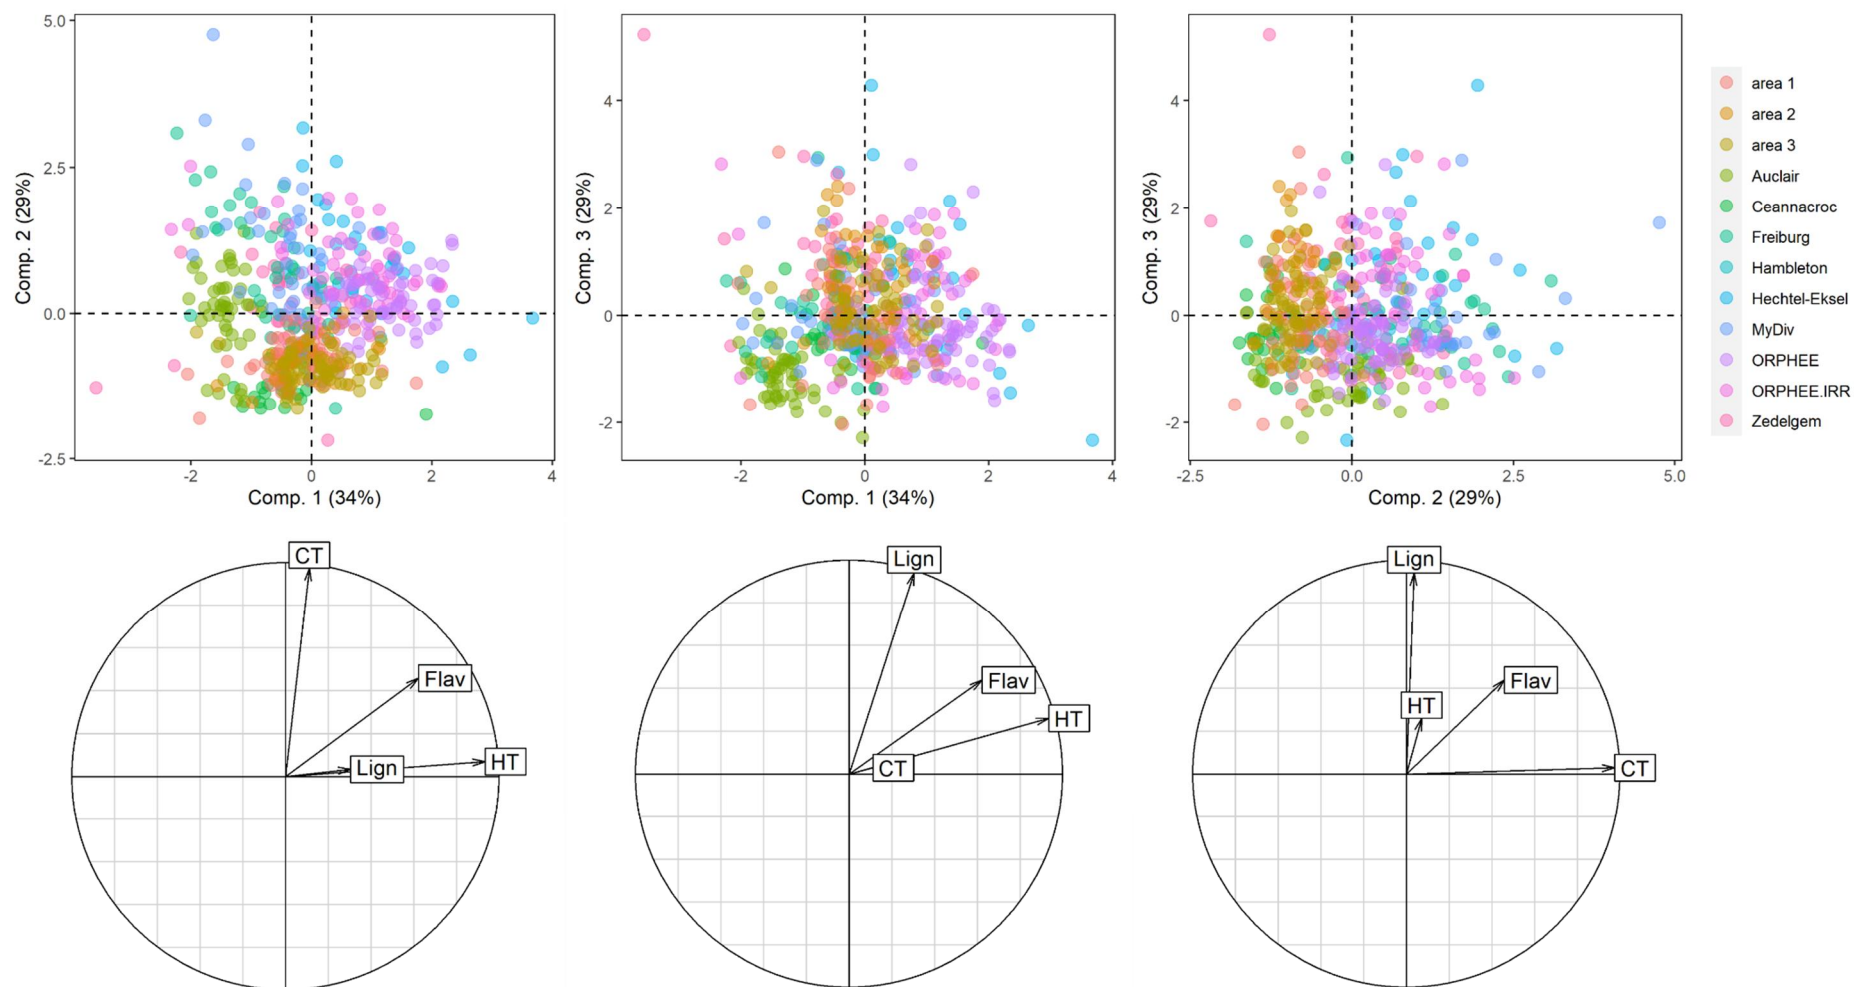 5.0
2.5
0.0
-2.5
Comp. 2 (29%)
-2
0
2
4
Comp. 1 (34%)
4
2
0
-2
Comp. 3 (29%)
-2
0
2
4
Comp. 1 (34%)
4
2
0
-2
Comp. 3 (29%)
-2.5
0.0
2.5
5.0
Comp. 2 (29%)
area 1
area 2
area 3
Auclair
Ceannacroc
Freiburg
Hambleton
Hechtel-Eksel
MyDiv
ORPHEE
ORPHEE.IRR
Zedelgem
CT
Flav
Lign
HT
Lign
Flav
HT
CT
Lign
Flav
HT
CT